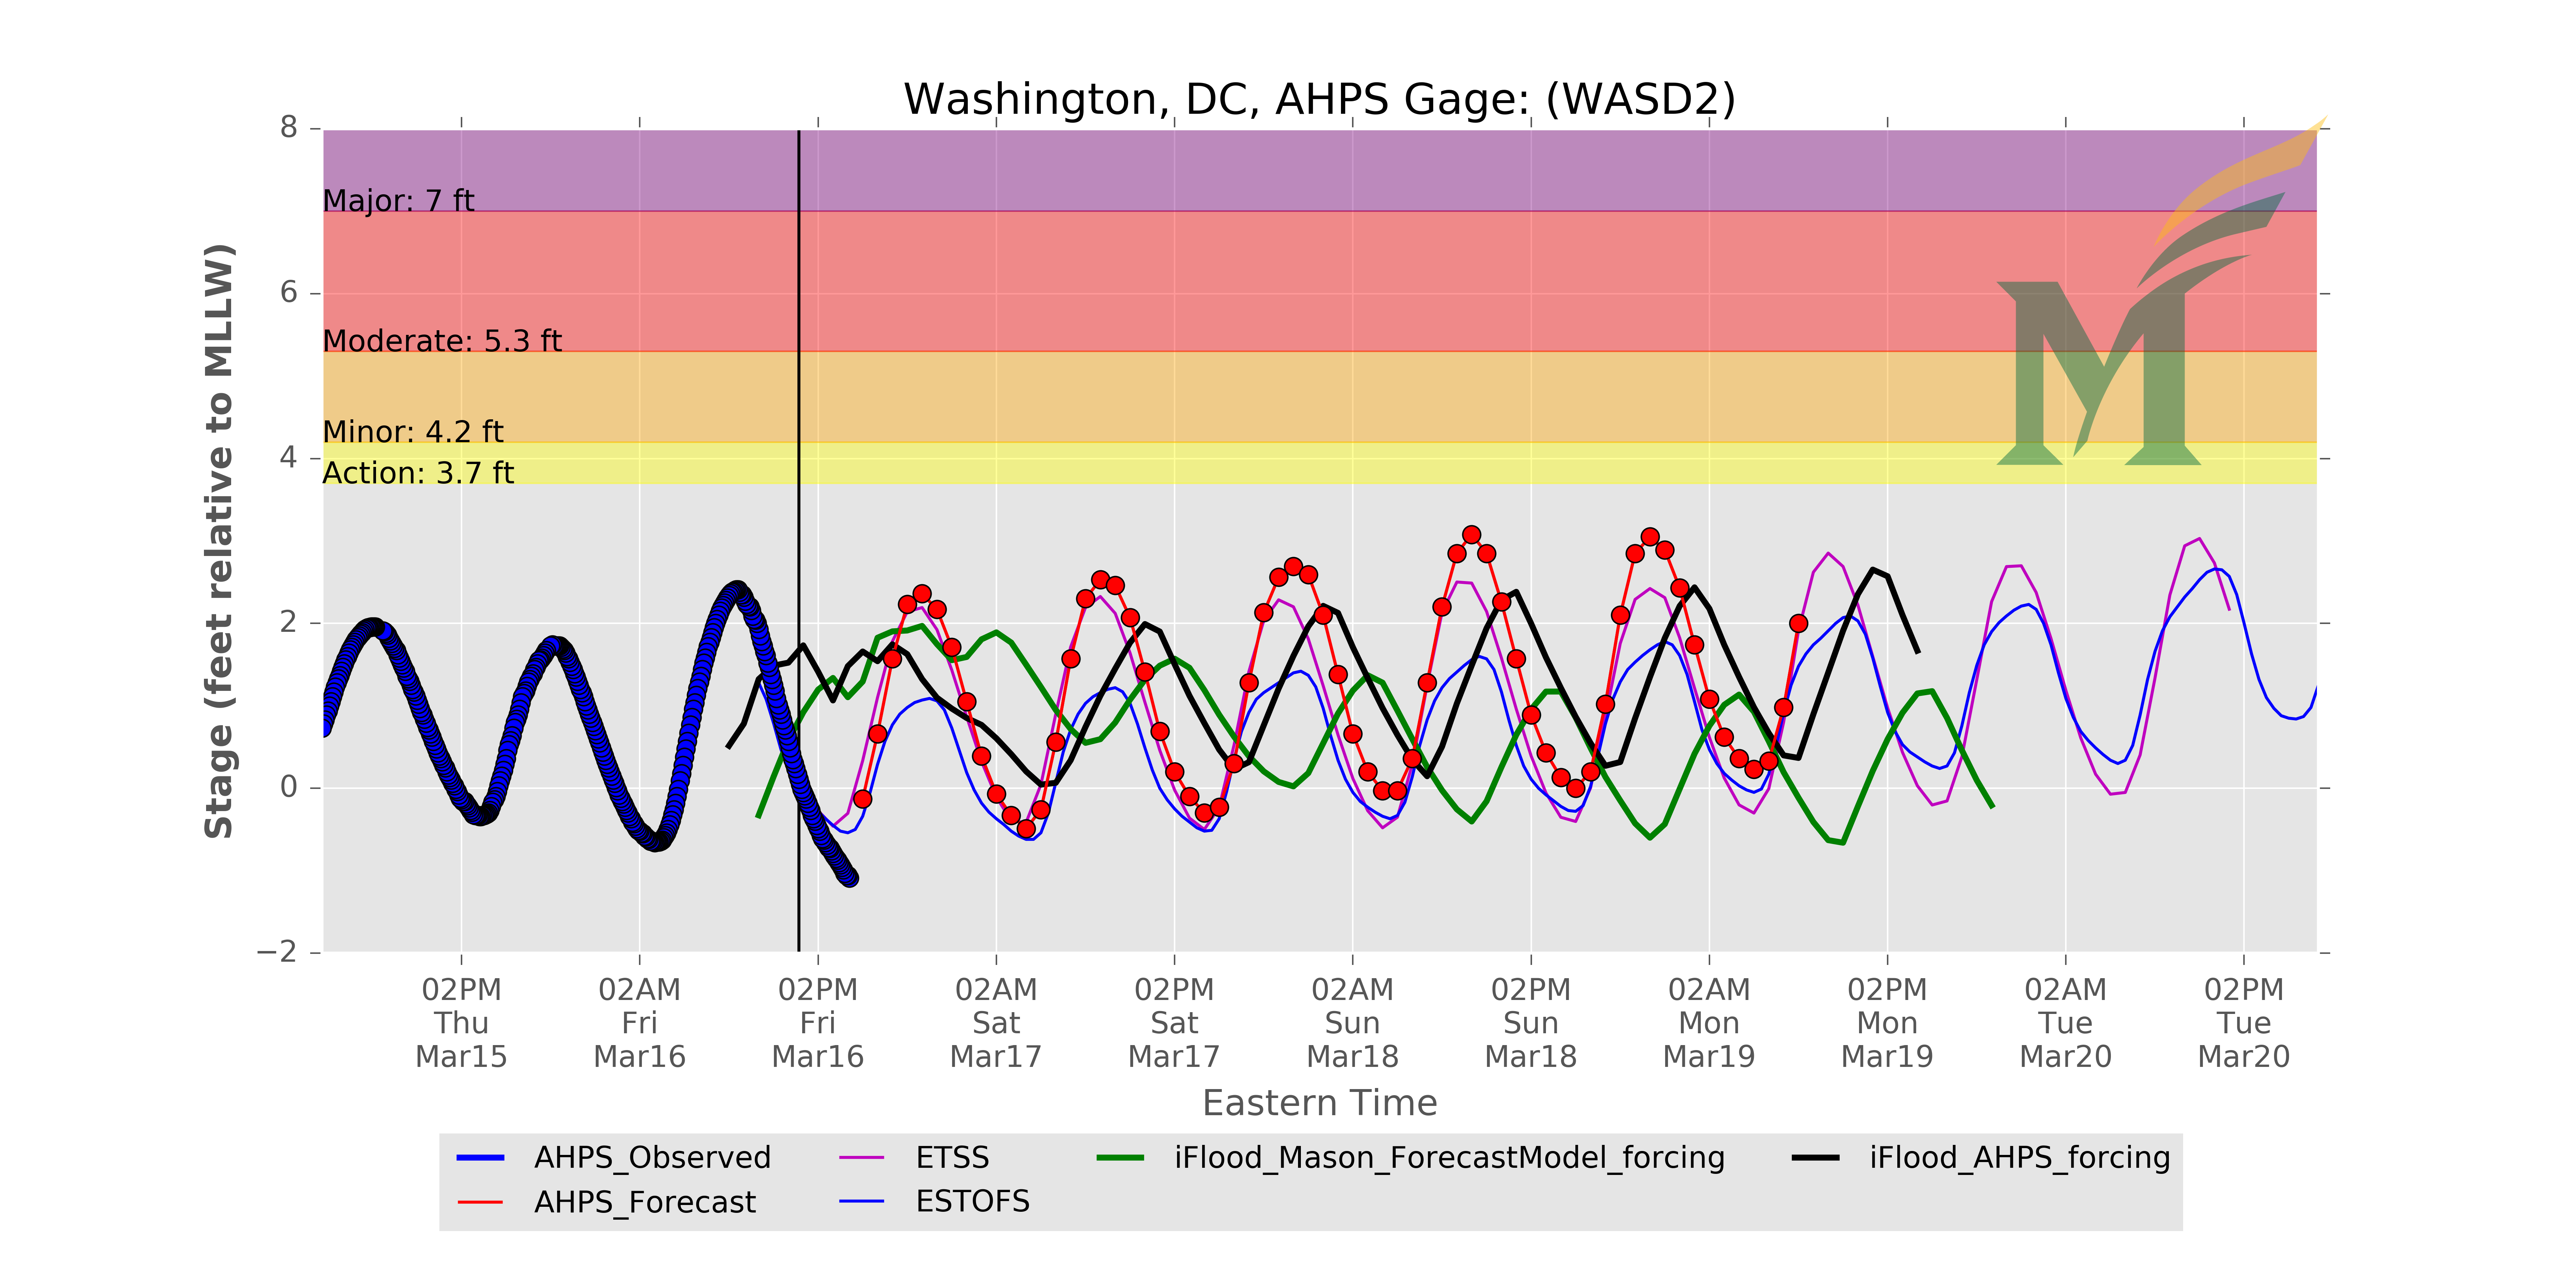 Washington, DC, AHPS Gage: (WASD2)
8
Major: 7 ft
6
Moderate: 5.3 ft
Minor: 4.2 ft
4
Action: 3.7 ft
2
0
−2
Stage (feet relative to MLLW)
02PM 02AM 02PM 02AM 02PM 02AM 02PM 02AM 02PM 02AM 02PM
Thu Fri Fri Sat Sat Sun Sun Mon Mon Tue Tue
Mar15 Mar16 Mar16 Mar17 Mar17 Mar18 Mar18 Mar19 Mar19 Mar20 Mar20
Eastern Time
AHPS_Observed ETSS iFlood_Mason_ForecastModel_forcing iFlood_AHPS_forcing
AHPS_Forecast ESTOFS
M